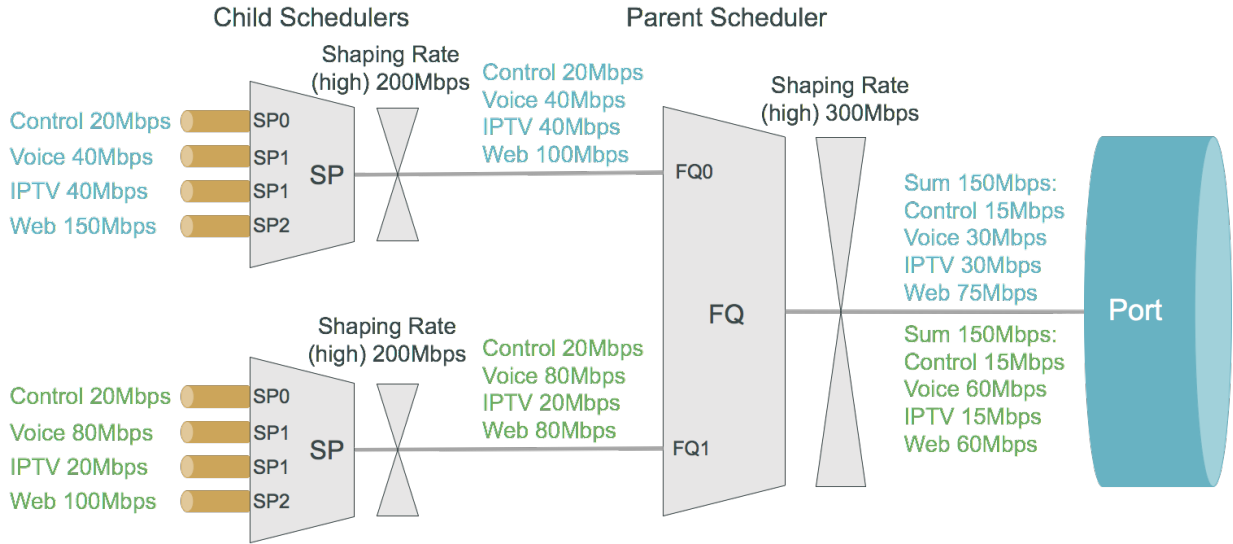 Child Schedulers
Parent Scheduler
Shaping Rate
(high) 200Mbps
Control 20Mbps
Voice 40Mbps
IPTV 40Mbps
Web 150Mbps
SP0
SP1
SP1
SP2
SP
Control 20Mbps
Voice 40Mbps
IPTV 40Mbps
Web 100Mbps
Shaping Rate
(high) 200Mbps
Control 20Mbps
Voice 80Mbps
IPTV 20Mbps
Web 100Mbps
SP0
SP1
SP1
SP2
SP
Control 20Mbps
Voice 80Mbps
IPTV 20Mbps
Web 80Mbps
FQ0
FQ1
FQ
Shaping Rate
(high) 300Mbps
Sum 150Mbps:
Control 15Mbps
Voice 30Mbps
IPTV 30Mbps
Web 75Mbps
Sum 150Mbps:
Control 15Mbps
Voice 60Mbps
IPTV 15Mbps
Web 60Mbps
Port